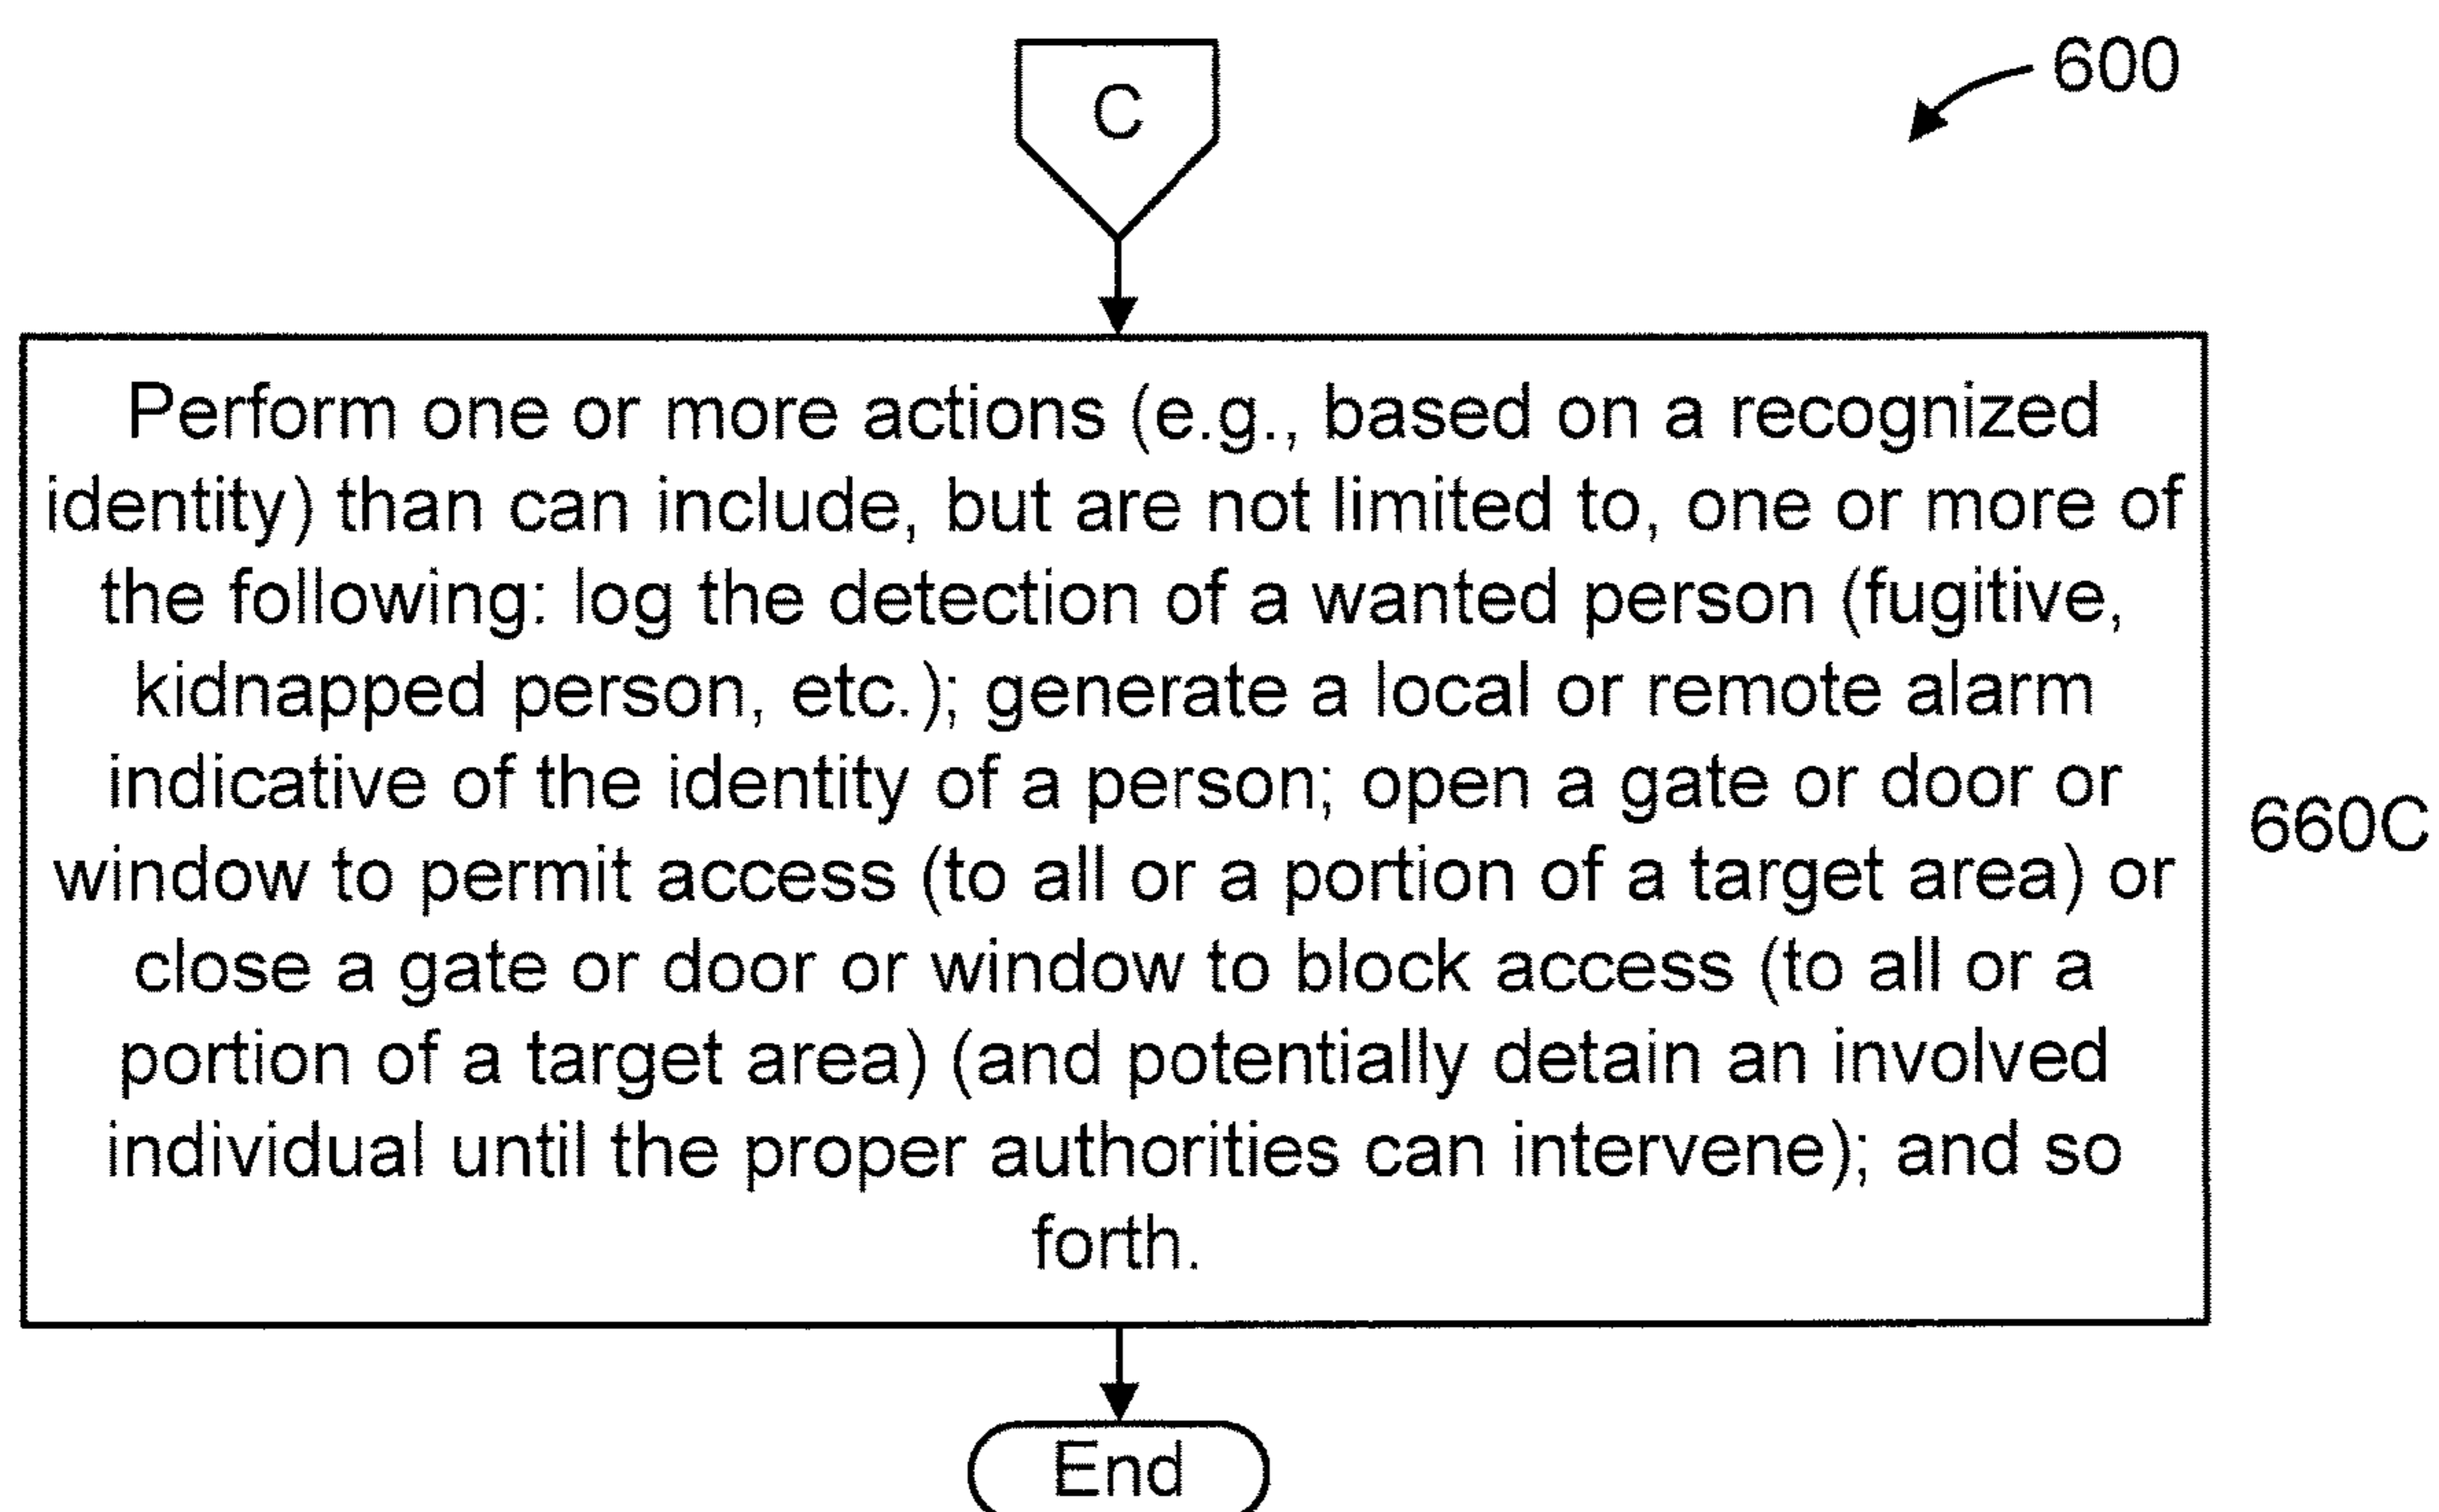 C
600
Perform one or more actions (e.g., based on a recognized
identity) than can include, but are not limited to, one or more of
the following: log the detection of a wanted person (fugitive,
kidnapped person, etc.); generate a local or remote alarm
indicative of the identity of a person; open a gate or door or
window to permit access (to all or a portion of a target area) or
close a gate or door or window to block access (to all or a
portion of a target area) (and potentially detain an involved
individual until the proper authorities can intervene); and so
forth.
660C
End